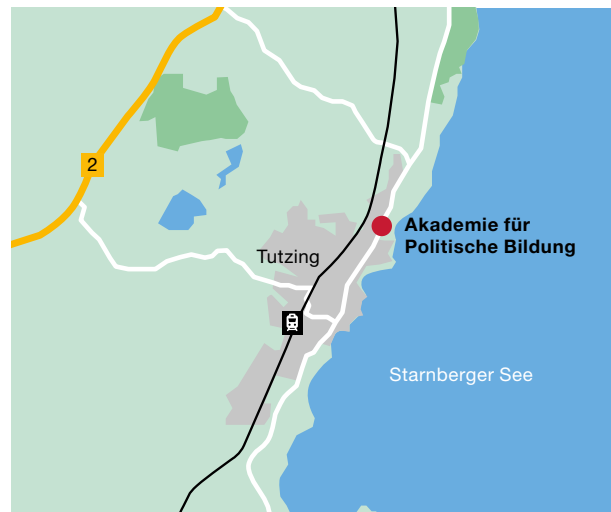 2
Akademie für
Politische Bildung
Tutzing
Starnberger See